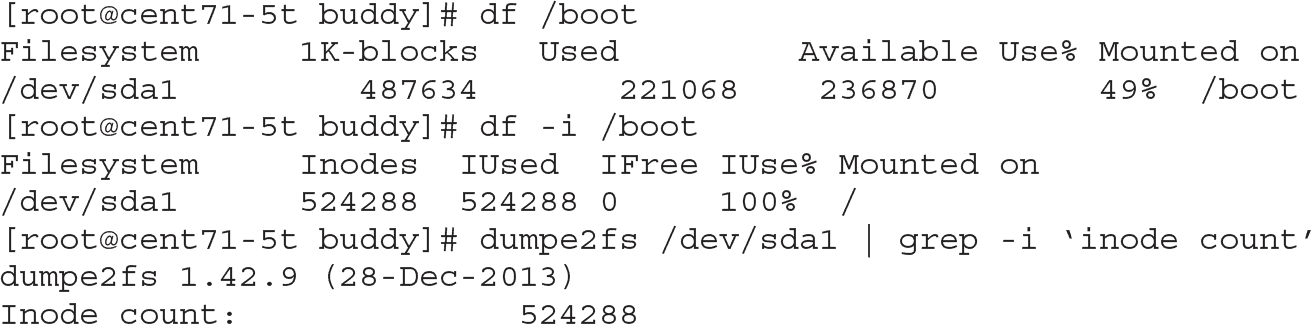 [root@cent71-5t buddy]# df /boot
Filesystem 1K-blocks Used Available Use% Mounted on
/dev/sda1 487634 221068 236870 49% /boot
[root@cent71-5t buddy]# df -i /boot
Filesystem Inodes IUsed IFree IUse% Mounted on
/dev/sda1 524288 524288 0 100% /
[root@cent71-5t buddy]# dumpe2fs /dev/sda1 | grep -i ‘inode count’
dumpe2fs 1.42.9 (28-Dec-2013)
Inode count: 524288